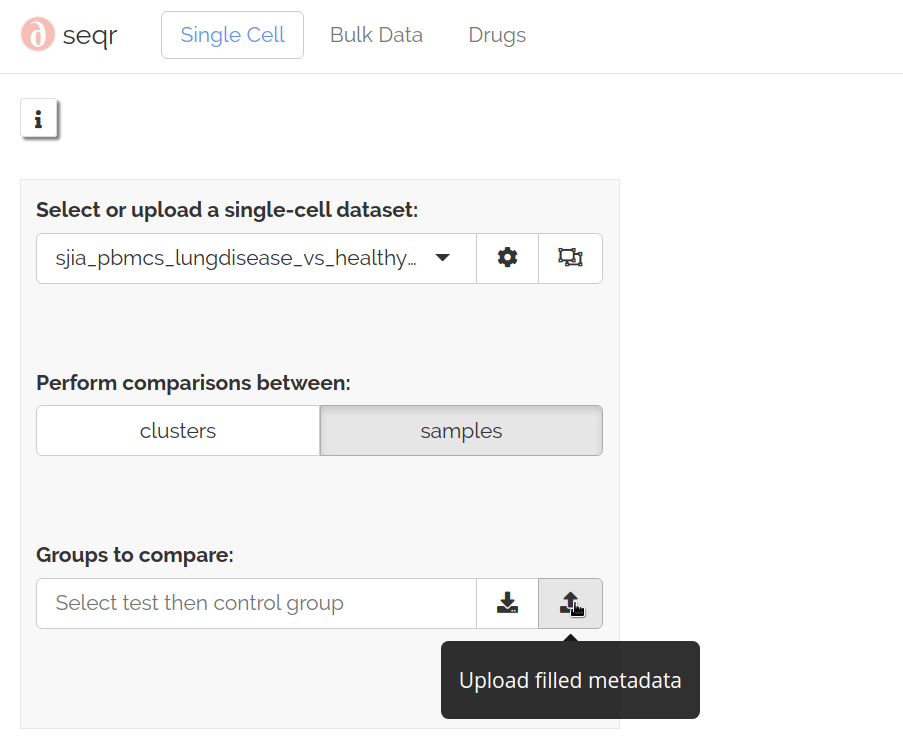 seqr
Single Cell
Bulk Data
Drugs
i
Select or upload a single-cell dataset:
sjia_pbmcs_lungdisease_vs_healthy...
Perform comparisons between:
clusters
samples
Groups to compare:
Select test then control group
Upload filled metadata